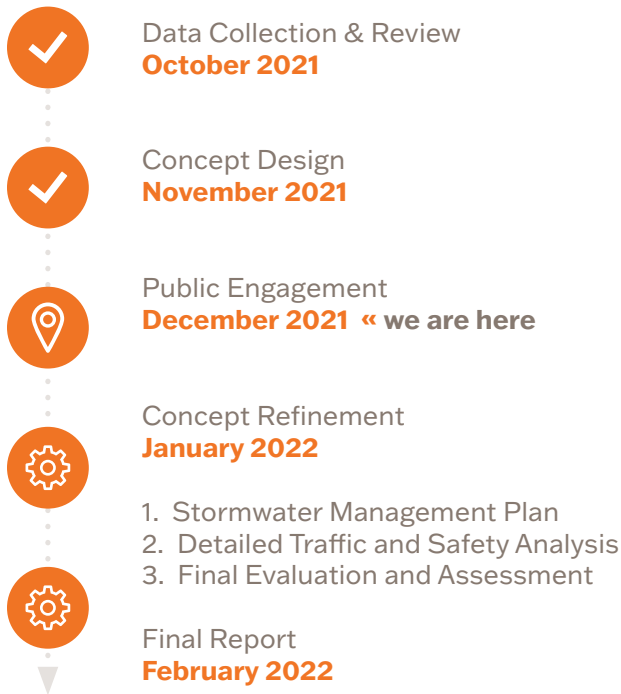 Data Collection & Review
October 2021
Concept Design
November 2021
Public Engagement
December 2021 « we are here
Concept Refinement
January 2022
1. Stormwater Management Plan
2. Detailed Traffic and Safety Analysis
3. Final Evaluation and Assessment
Final Report
February 2022